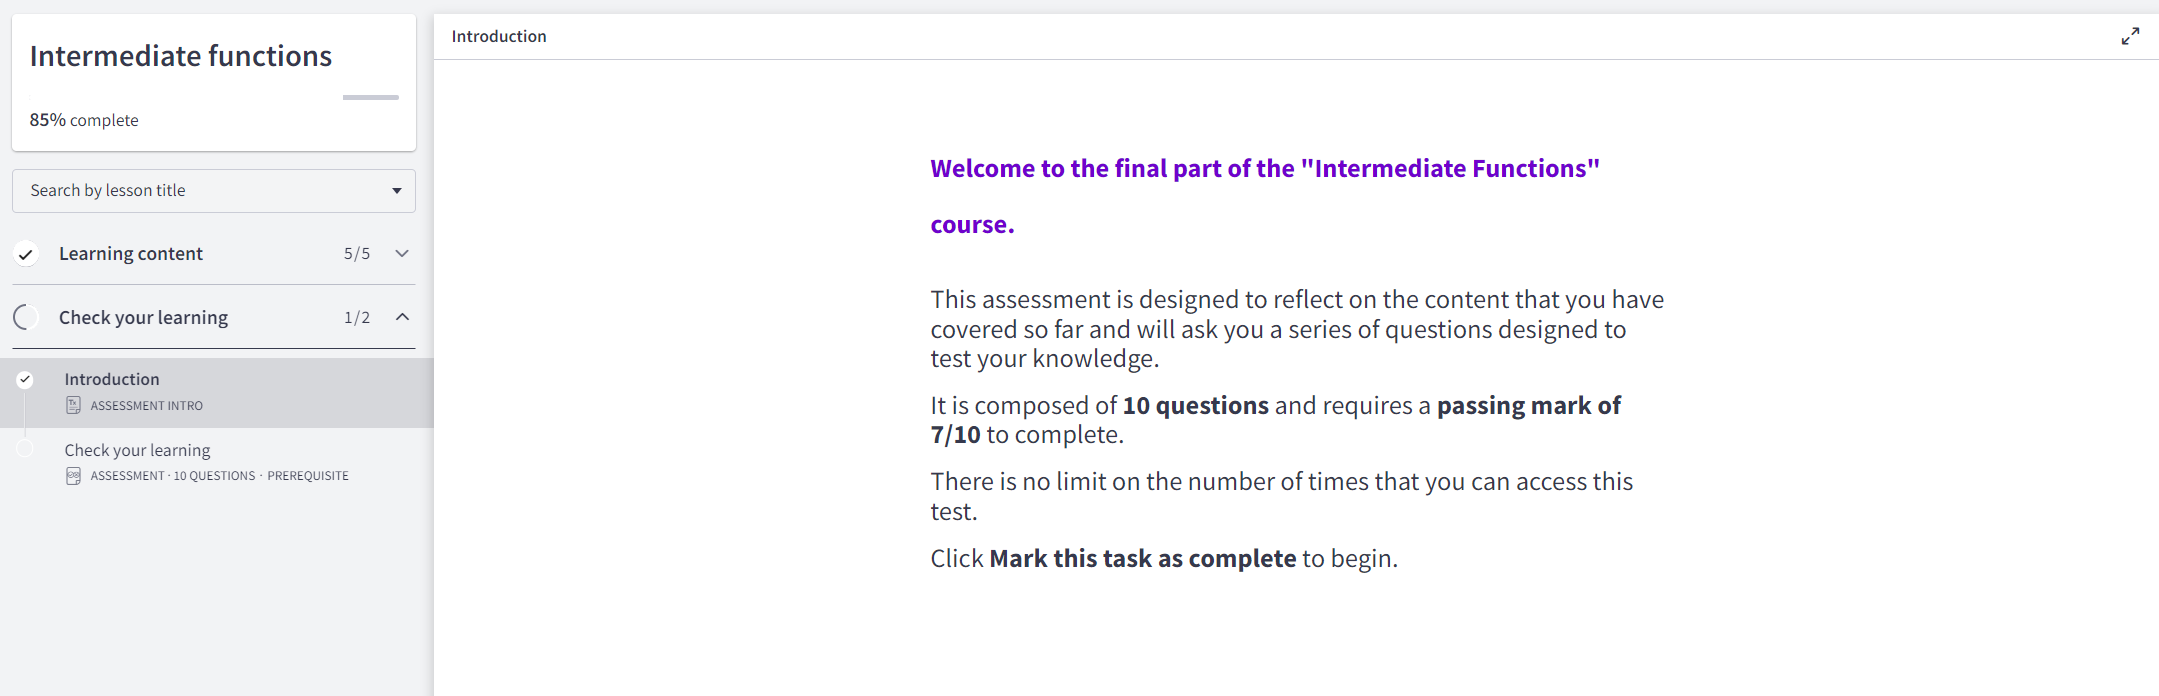 Intermediate functions
85% complete
Search by lesson title
Learning content 5/5
Check your learning 1/2
Introduction
ASSESSMENT INTRO
Check your learning
ASSESSMENT · 10 QUESTIONS · PREREQUISITE
Introduction
Welcome to the final part of the "Intermediate Functions"
course.
This assessment is designed to reflect on the content that you have
covered so far and will ask you a series of questions designed to
test your knowledge.
It is composed of 10 questions and requires a passing mark of
7/10 to complete.
There is no limit on the number of times that you can access this
test.
Click Mark this task as complete to begin.